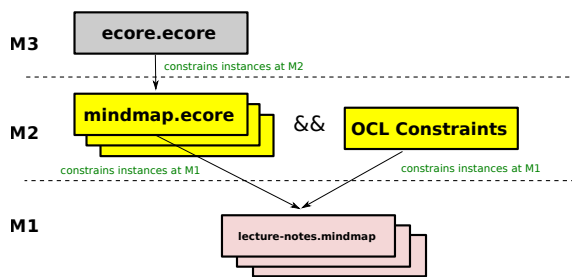 ecore.ecore
M3
constrains instances at M2
mindmap.ecore
&&
OCL Constraints
M2
constrains instances at M1
constrains instances at M1
M1
lecture-notes.mindmap